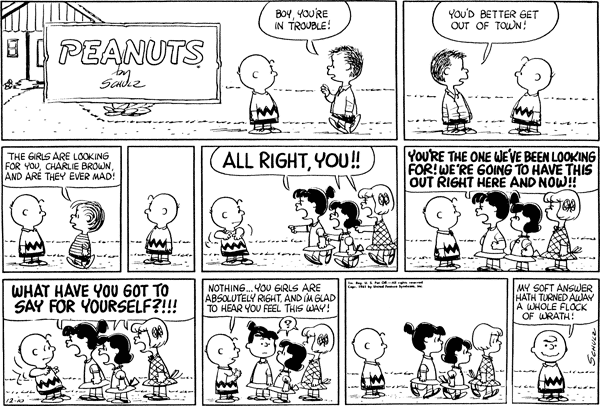 PEANUTS
by
SCHULZ
BOY, YOU'RE
IN TROUBLE!
YOU'D BETTER GET
OUT OF TOWN!
THE GIRLS ARE LOOKING
FOR YOU, CHARLIE BROWN,
AND ARE THEY EVER MAD!
ALL RIGHT, YOU!!
YOU'RE THE ONE WE'VE BEEN LOOKING
FOR! WE'RE GOING TO HAVE THIS
OUT RIGHT HERE AND NOW!!
WHAT HAVE YOU GOT TO
SAY FOR YOURSELF?!!!
12-10
NOTHING...YOU GIRLS ARE
ABSOLUTELY RIGHT, AND I'M GLAD
TO HEAR YOU FEEL THIS WAY!
?
Tm. Reg. U. S. Pat. Off.—All rights reserved
Copr. 1961 by United Feature Syndicate, Inc.
MY SOFT ANSWER
HATH TURNED AWAY
A WHOLE FLOCK
OF WRATH!
SCHULZ